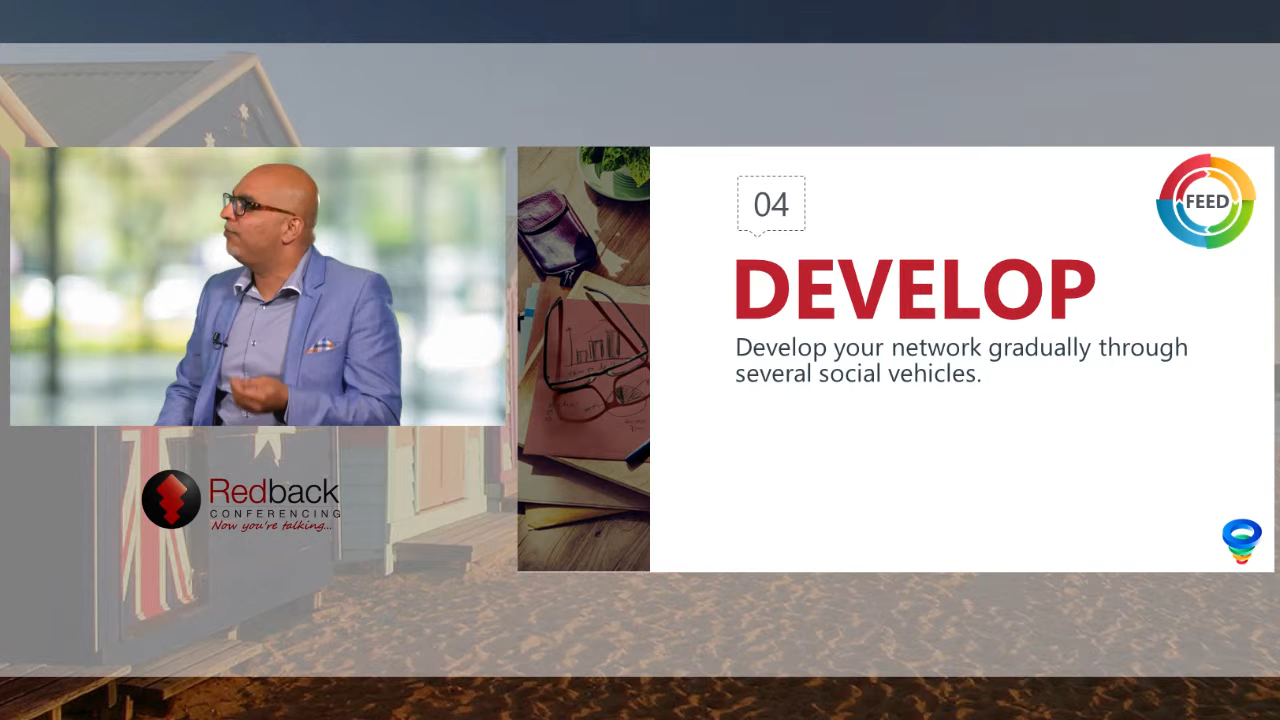 04
FEED
DEVELOP
Develop your network gradually through
several social vehicles.
Redback
CONFERENCING
Now you're talking...